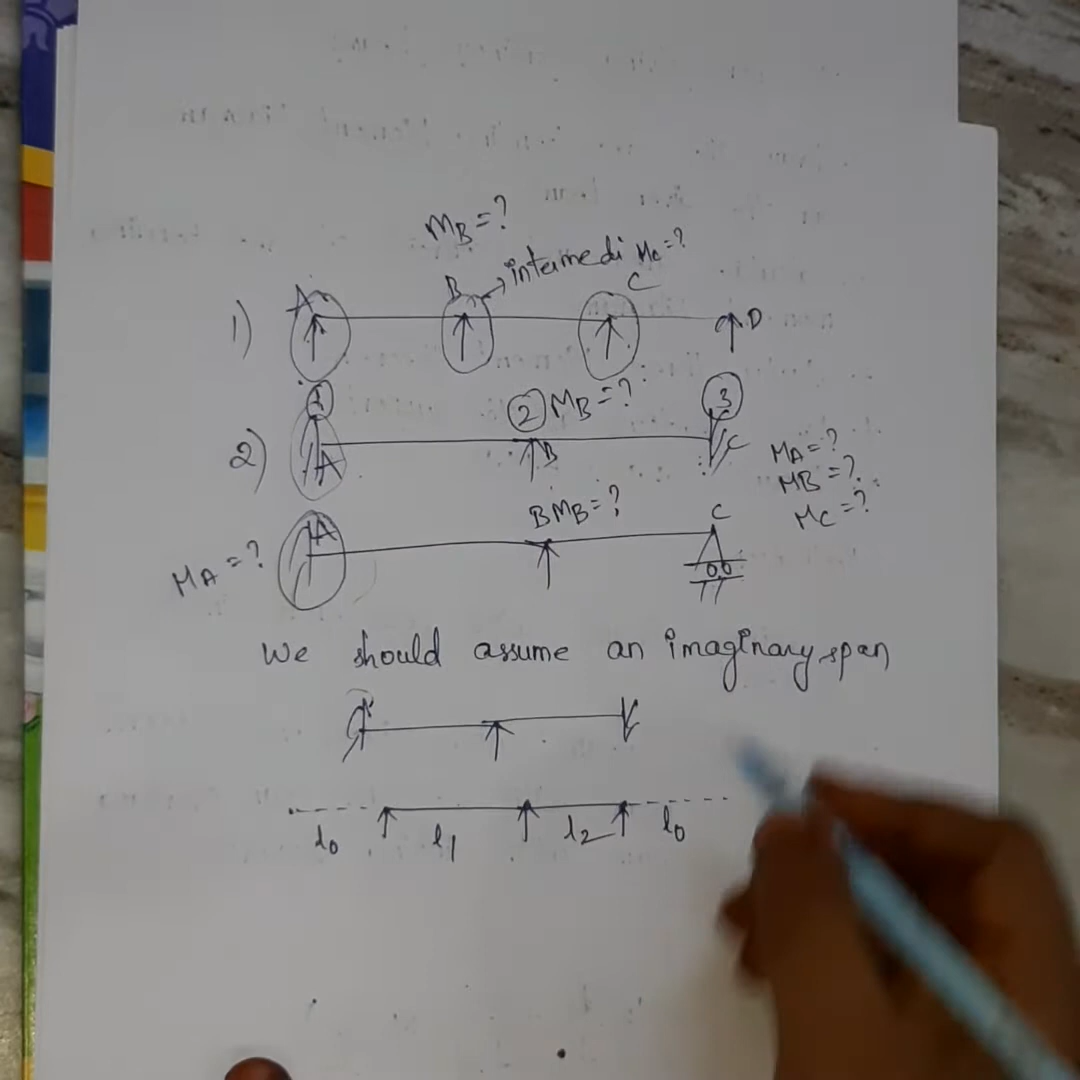 MB=?
intermedi MC=?
A B C
1) D
1 2 MB=? 3
2) A B C
MA=?
MB=?
MC=?
A B MB=? C
MA=?
We should assume an imaginary span
l0 l1 l2 l0